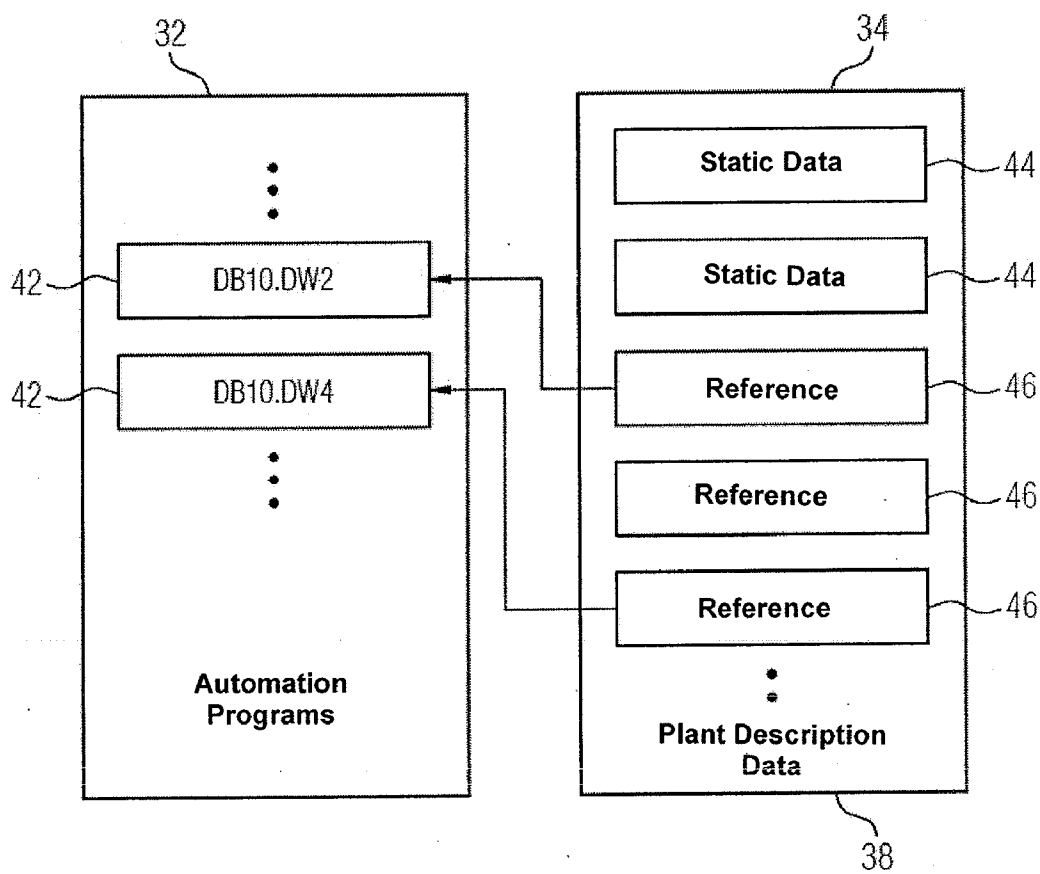 32
34
Static Data
44
Static Data
44
42
DB10.DW2
42
DB10.DW4
Reference
46
Reference
46
Reference
46
Automation
Programs
Plant Description
Data
38